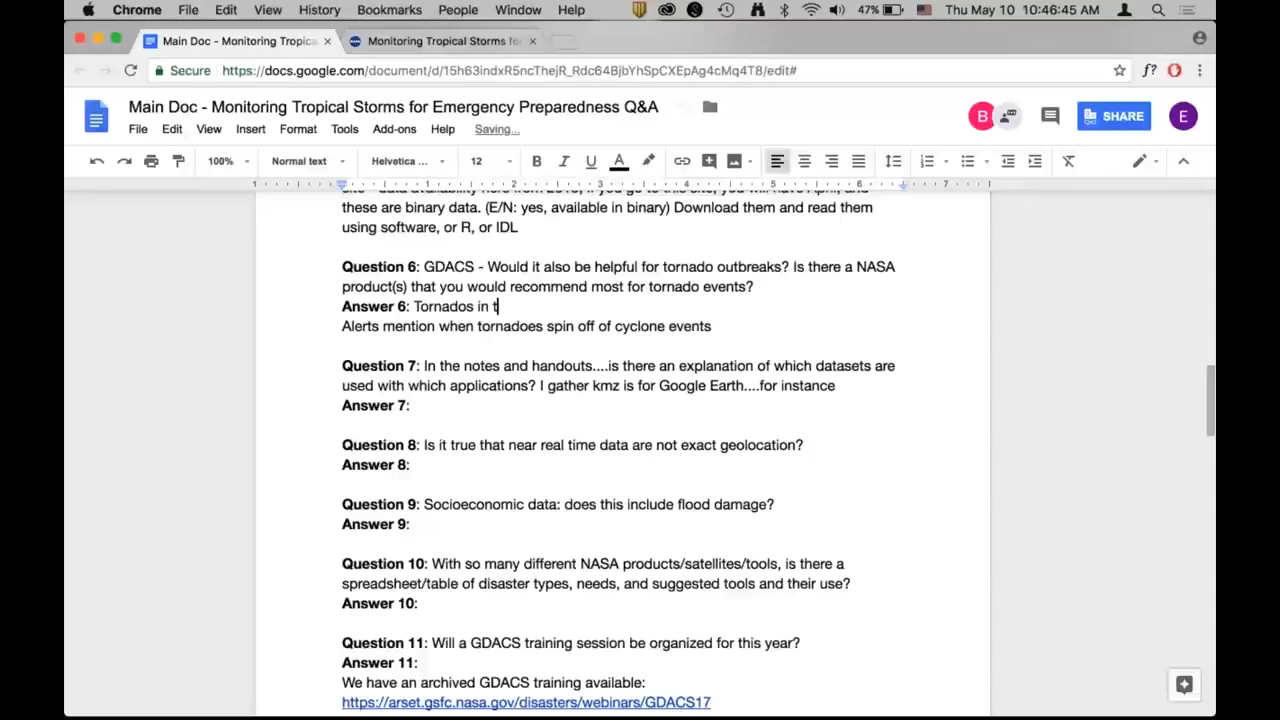 Chrome File Edit View History Bookmarks People Window Help 47% Thu May 10 10:46:45 AM
Main Doc - Monitoring Tropica × Monitoring Tropical Storms fo ×
Secure https://docs.google.com/document/d/15h63indxR5ncThejR_Rdc64BjbYhSpCXEpAg4cMq4T8/edit# f?
Main Doc - Monitoring Tropical Storms for Emergency Preparedness Q&A
B SHARE E
File Edit View Insert Format Tools Add-ons Help Saving...
100% Normal text Helvetica ... 12 B I U A
1 1 2 3 4 5 6 7
these are binary data. (E/N: yes, available in binary) Download them and read them
using software, or R, or IDL
Question 6: GDACS - Would it also be helpful for tornado outbreaks? Is there a NASA
product(s) that you would recommend most for tornado events?
Answer 6: Tornados in t
Alerts mention when tornadoes spin off of cyclone events
Question 7: In the notes and handouts....is there an explanation of which datasets are
used with which applications? I gather kmz is for Google Earth....for instance
Answer 7:
Question 8: Is it true that near real time data are not exact geolocation?
Answer 8:
Question 9: Socioeconomic data: does this include flood damage?
Answer 9:
Question 10: With so many different NASA products/satellites/tools, is there a
spreadsheet/table of disaster types, needs, and suggested tools and their use?
Answer 10:
Question 11: Will a GDACS training session be organized for this year?
Answer 11:
We have an archived GDACS training available:
https://arset.gsfc.nasa.gov/disasters/webinars/GDACS17